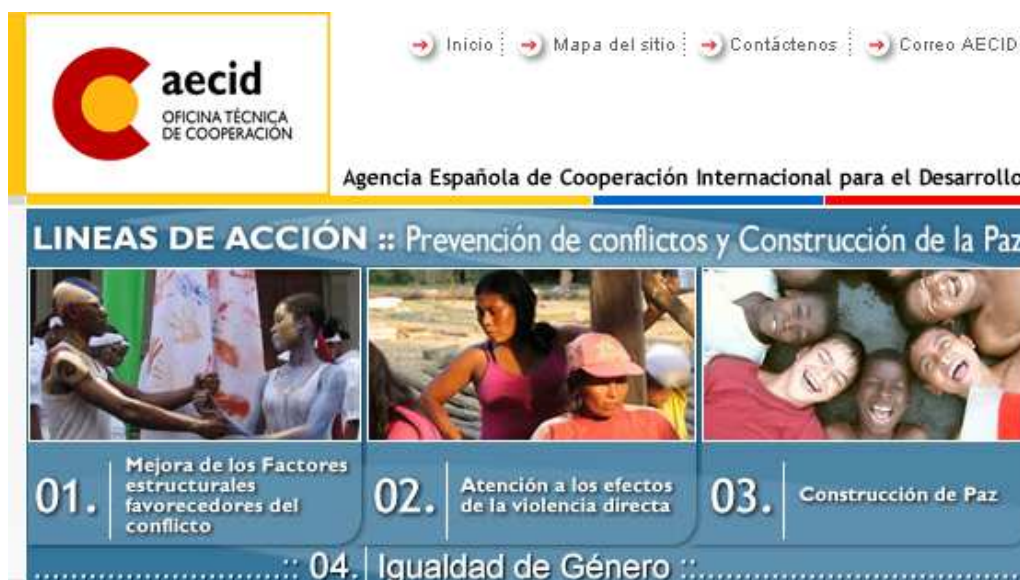 aecid
OFICINA TÉCNICA
DE COOPERACIÓN
Inicio Mapa del sitio Contáctenos Correo AECID
Agencia Española de Cooperación Internacional para el Desarrollo
LINEAS DE ACCIÓN :: Prevención de conflictos y Construcción de la Paz
01. Mejora de los Factores
estructurales
favorecedores del
conflicto
02. Atención a los efectos
de la violencia directa
03. Construcción de Paz
04. Igualdad de Género